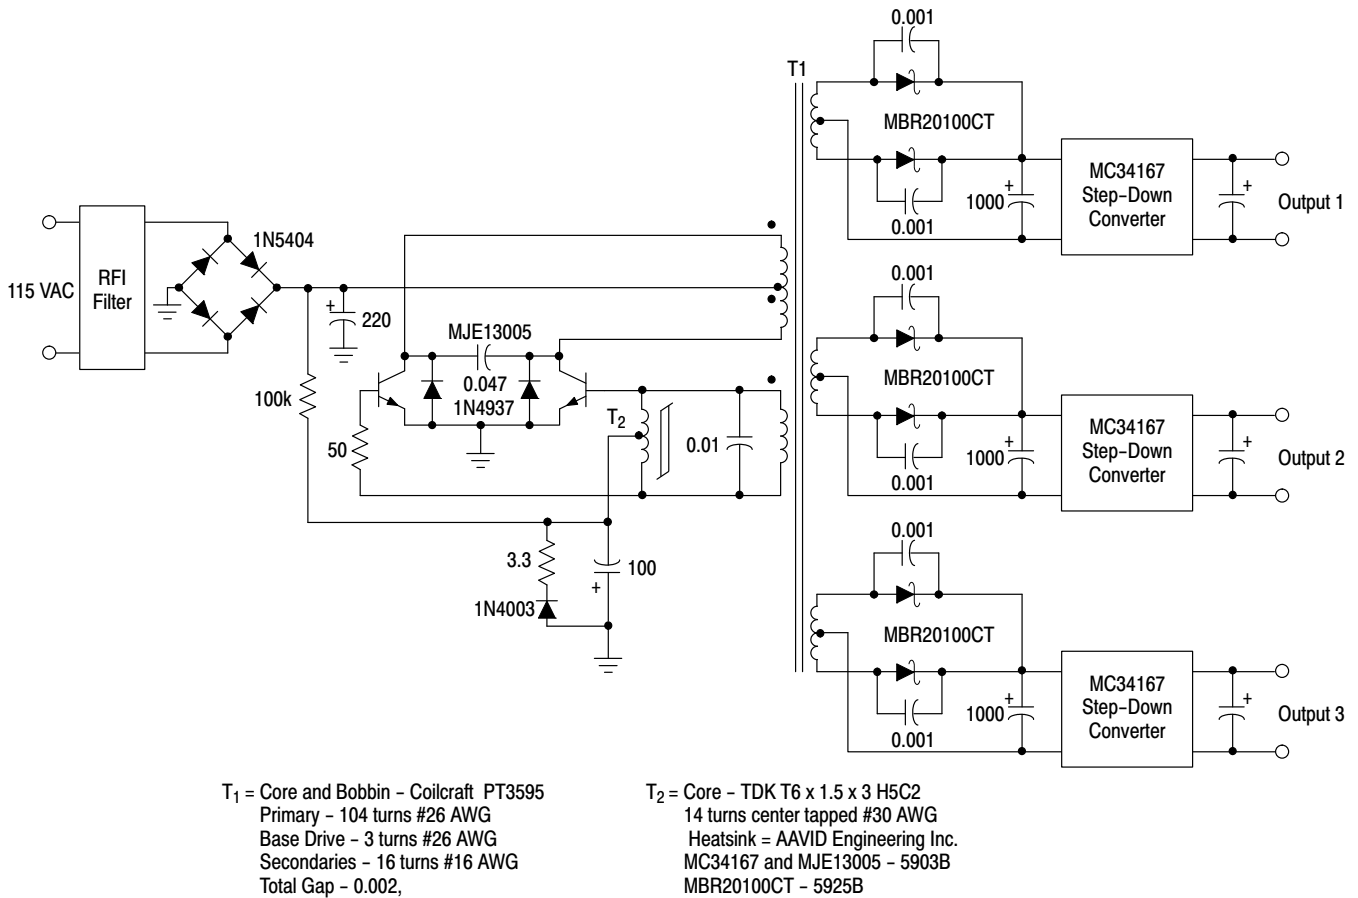 0.001
T1
MBR20100CT
0.001
1000
+
MC34167
Step-Down
Converter
+
Output 1
115 VAC
RFI
Filter
1N5404
+
220
100k
MJE13005
0.047
1N4937
50
T2
0.01
3.3
1N4003
100
+
0.001
MBR20100CT
0.001
1000
+
MC34167
Step-Down
Converter
+
Output 2
0.001
MBR20100CT
0.001
1000
+
MC34167
Step-Down
Converter
+
Output 3
T1 = Core and Bobbin - Coilcraft PT3595
Primary - 104 turns #26 AWG
Base Drive - 3 turns #26 AWG
Secondaries - 16 turns #16 AWG
Total Gap - 0.002,
T2 = Core - TDK T6 x 1.5 x 3 H5C2
14 turns center tapped #30 AWG
Heatsink = AAVID Engineering Inc.
MC34167 and MJE13005 - 5903B
MBR20100CT - 5925B